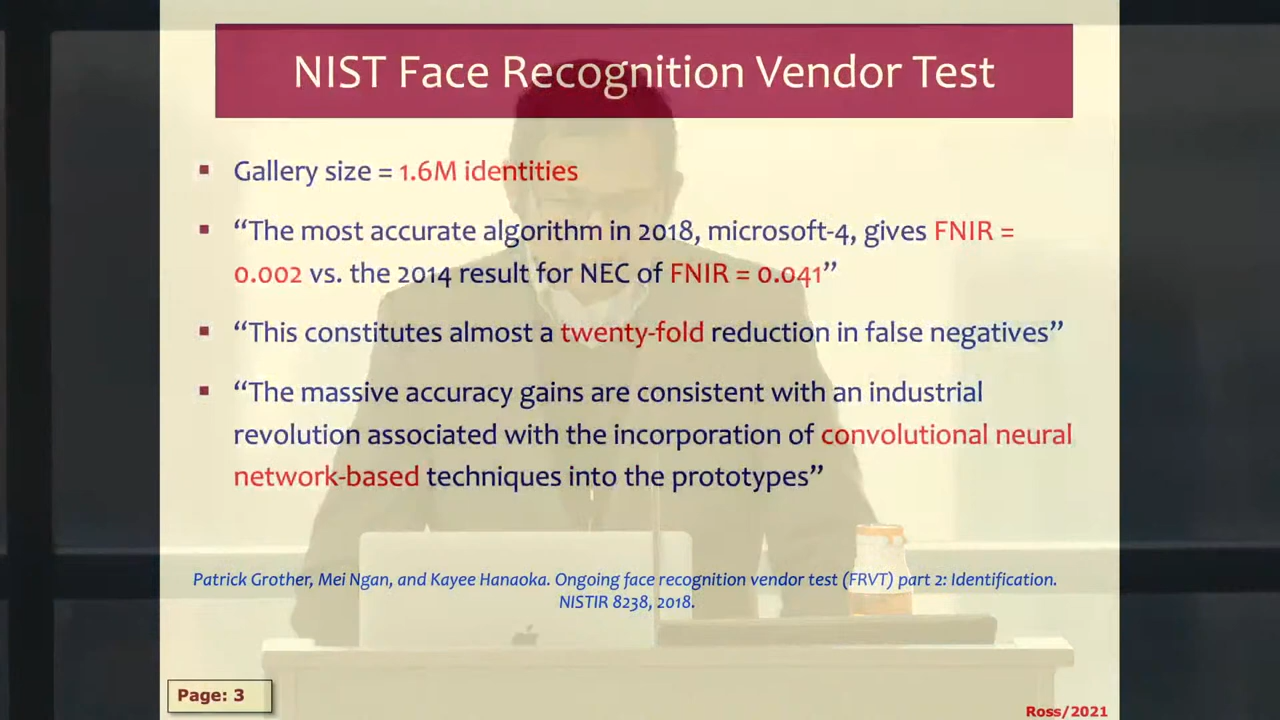 NIST Face Recognition Vendor Test
Gallery size = 1.6M identities
“The most accurate algorithm in 2018, microsoft-4, gives FNIR =
0.002 vs. the 2014 result for NEC of FNIR = 0.041”
“This constitutes almost a twenty-fold reduction in false negatives”
“The massive accuracy gains are consistent with an industrial
revolution associated with the incorporation of convolutional neural
network-based techniques into the prototypes”
Patrick Grother, Mei Ngan, and Kayee Hanaoka. Ongoing face recognition vendor test (FRVT) part 2: Identification.
NISTIR 8238, 2018.
Page: 3
Ross/2021